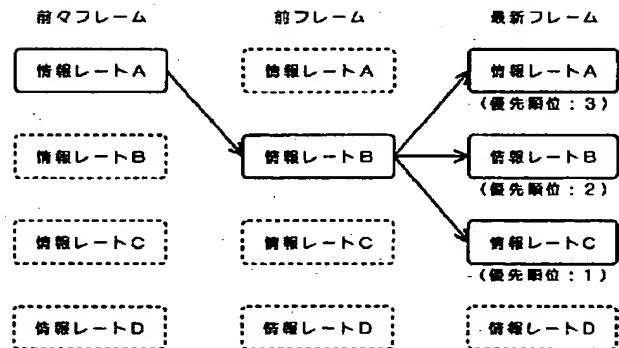 前々フレーム 前フレーム 最新フレーム
情報レートA 情報レートA 情報レートA
(優先順位:3)
情報レートB 情報レートB 情報レートB
(優先順位:2)
情報レートC 情報レートC 情報レートC
(優先順位:1)
情報レートD 情報レートD 情報レートD